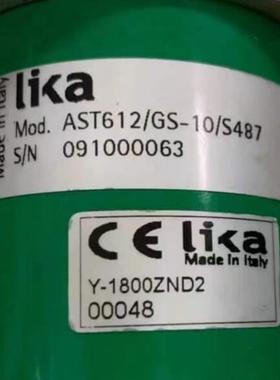 Made in Italy
lika
Mod. AST612/GS-10/S487
S/N 091000063
CE lika
Made In Italy
Y-1800ZND2
00048